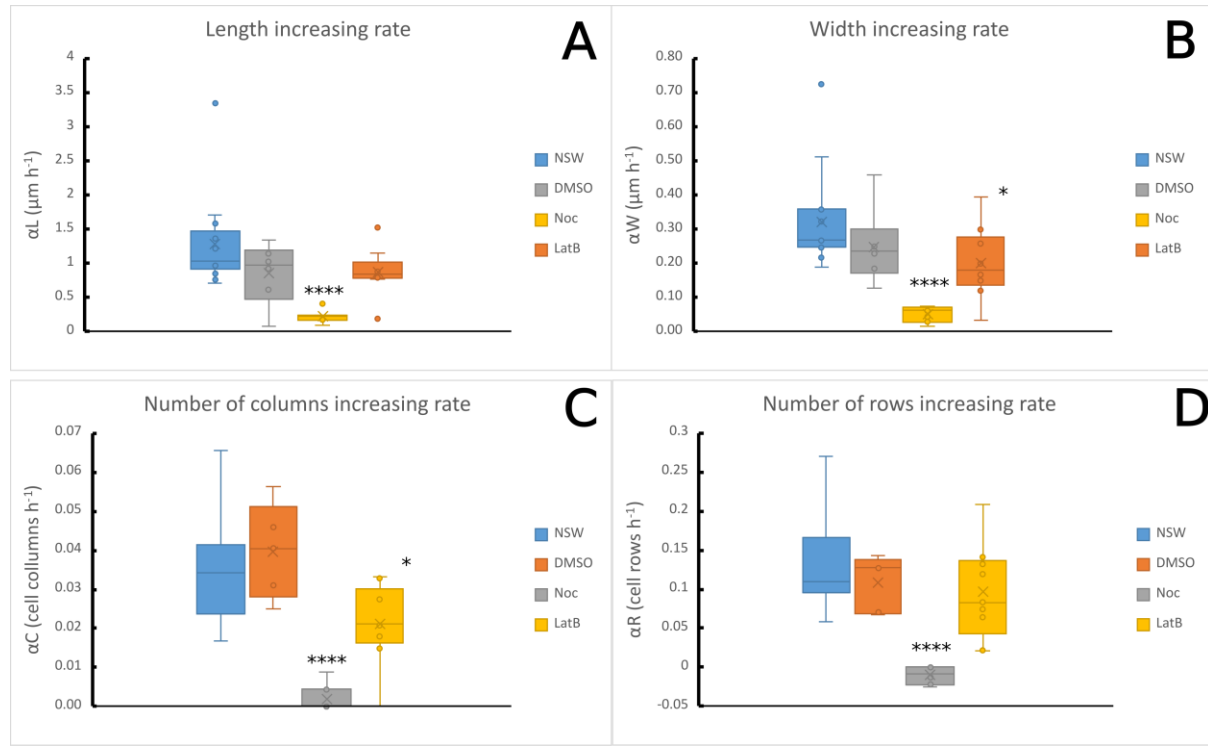 Length increasing rate
A
αL (µm h⁻¹)
4
3.5
3
2.5
2
1.5
1
0.5
0
****
NSW
DMSO
Noc
LatB
Width increasing rate
B
αW (µm h⁻¹)
0.80
0.70
0.60
0.50
0.40
0.30
0.20
0.10
0.00
****
*
NSW
DMSO
Noc
LatB
Number of columns increasing rate
C
αC (cell collumns h⁻¹)
0.07
0.06
0.05
0.04
0.03
0.02
0.01
0.00
****
*
NSW
DMSO
Noc
LatB
Number of rows increasing rate
D
αR (cell rows h⁻¹)
0.3
0.25
0.2
0.15
0.1
0.05
0
-0.05
****
NSW
DMSO
Noc
LatB